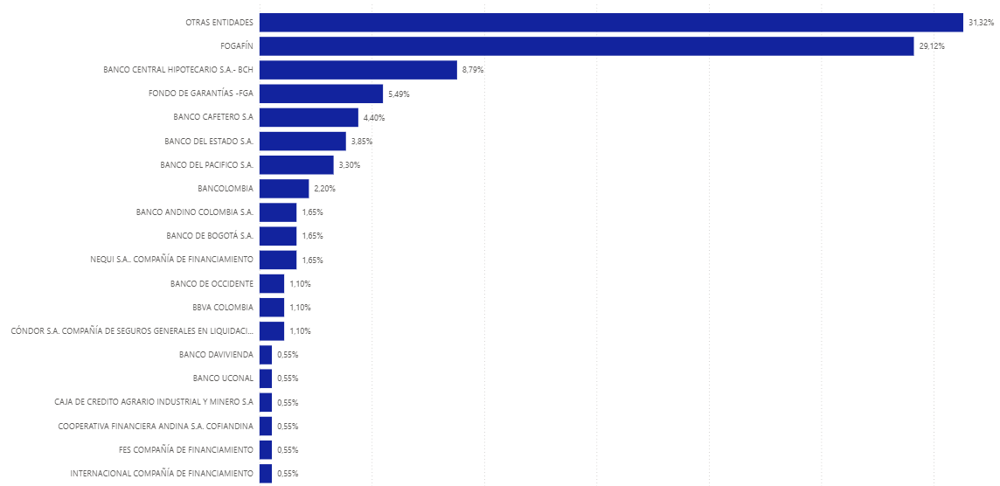 OTRAS ENTIDADES 31,32%
FOGAFÍN 29,12%
BANCO CENTRAL HIPOTECARIO S.A.- BCH 8,79%
FONDO DE GARANTÍAS -FGA 5,49%
BANCO CAFETERO S.A 4,40%
BANCO DEL ESTADO S.A. 3,85%
BANCO DEL PACIFICO S.A. 3,30%
BANCOLOMBIA 2,20%
BANCO ANDINO COLOMBIA S.A. 1,65%
BANCO DE BOGOTÁ S.A. 1,65%
NEQUI S.A.. COMPAÑÍA DE FINANCIAMIENTO 1,65%
BANCO DE OCCIDENTE 1,10%
BBVA COLOMBIA 1,10%
CÓNDOR S.A. COMPAÑÍA DE SEGUROS GENERALES EN LIQUIDACI... 1,10%
BANCO DAVIVIENDA 0,55%
BANCO UCONAL 0,55%
CAJA DE CREDITO AGRARIO INDUSTRIAL Y MINERO S.A 0,55%
COOPERATIVA FINANCIERA ANDINA S.A. COFIANDINA 0,55%
FES COMPAÑÍA DE FINANCIAMIENTO 0,55%
INTERNACIONAL COMPAÑÍA DE FINANCIAMIENTO 0,55%